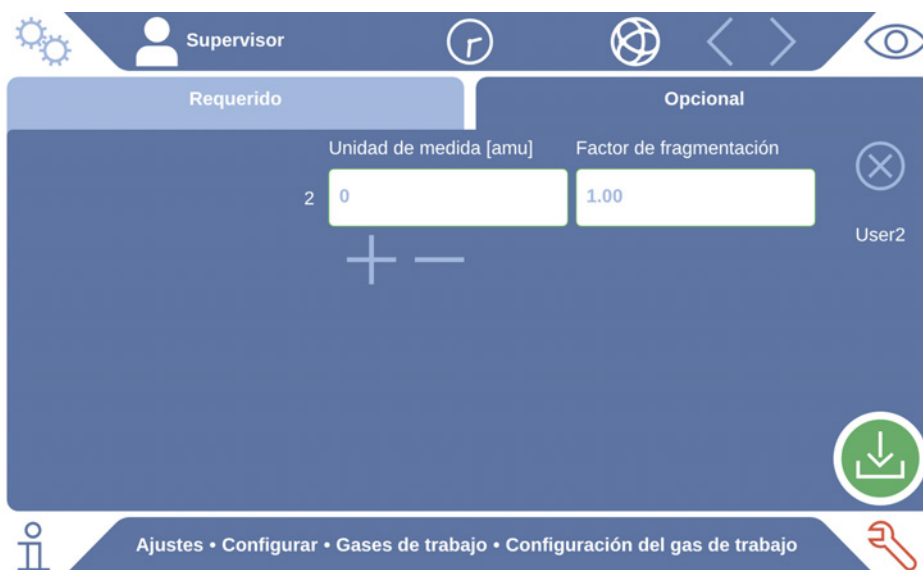 Supervisor
Requerido
Opcional
Unidad de medida [amu]
Factor de fragmentación
2
0
1.00
User2
Ajustes • Configurar • Gases de trabajo • Configuración del gas de trabajo